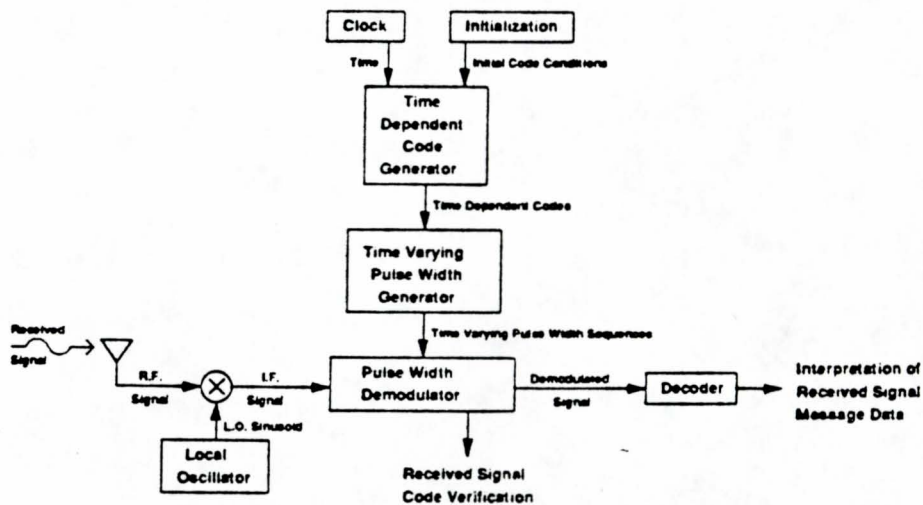 Clock
Initialization
Time
Initial Code Conditions
Time
Dependent
Code
Generator
Time Dependent Codes
Time Varying
Pulse Width
Generator
Time Varying Pulse Width Sequences
Received
Signal
R.F.
Signal
I.F.
Signal
L.O. Sinusoid
Local
Oscillator
Pulse Width
Demodulator
Demodulated
Signal
Decoder
Interpretation of
Received Signal
Message Data
Received Signal
Code Verification